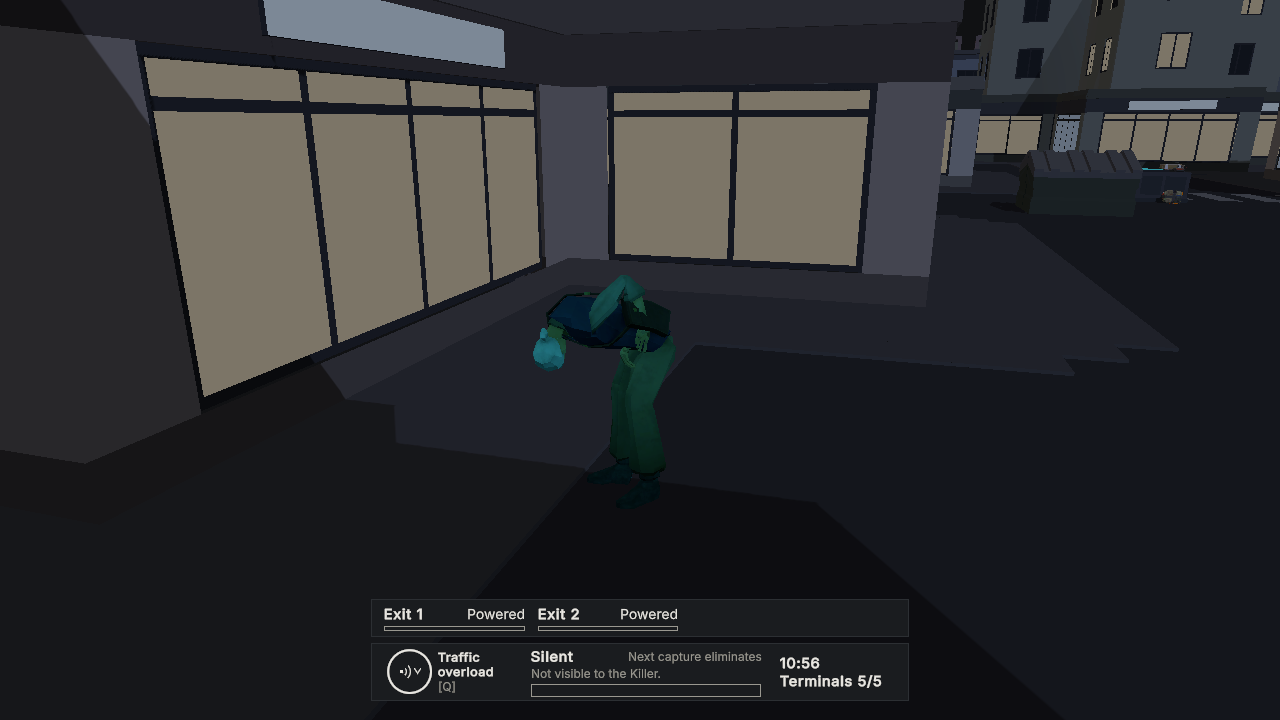 Exit 1 Powered Exit 2 Powered
Traffic overload
[Q]
Silent Next capture eliminates
Not visible to the Killer.
10:56
Terminals 5/5